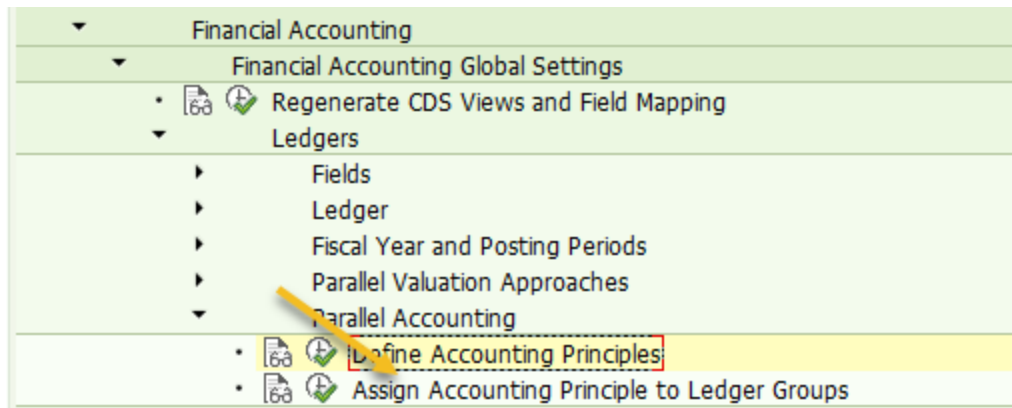 Financial Accounting
Financial Accounting Global Settings
Regenerate CDS Views and Field Mapping
Ledgers
Fields
Ledger
Fiscal Year and Posting Periods
Parallel Valuation Approaches
Parallel Accounting
Define Accounting Principles
Assign Accounting Principle to Ledger Groups